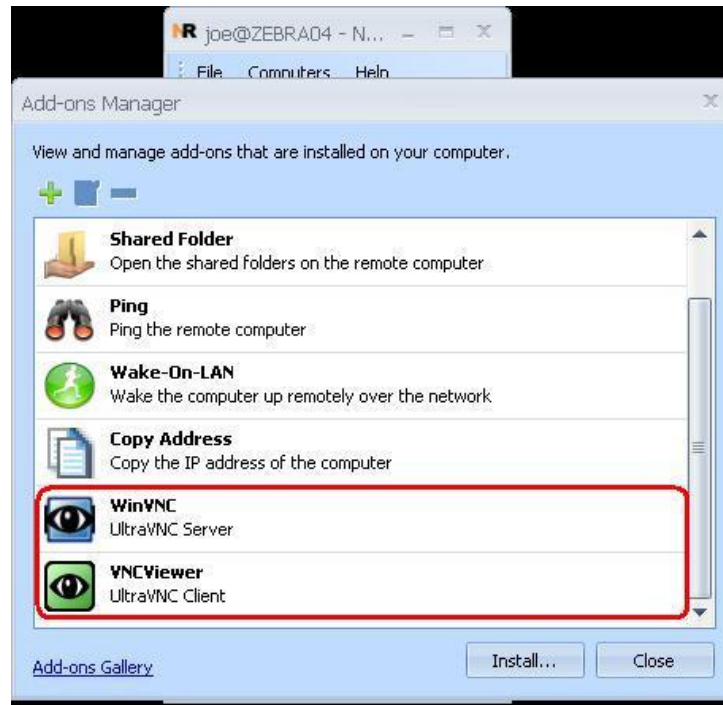 NR joe@ZEBRA04 - N...
File Computers Help
Add-ons Manager
View and manage add-ons that are installed on your computer.
Shared Folder
Open the shared folders on the remote computer
Ping
Ping the remote computer
Wake-On-LAN
Wake the computer up remotely over the network
Copy Address
Copy the IP address of the computer
WinVNC
UltraVNC Server
VNCViewer
UltraVNC Client
Add-ons Gallery
Install...
Close